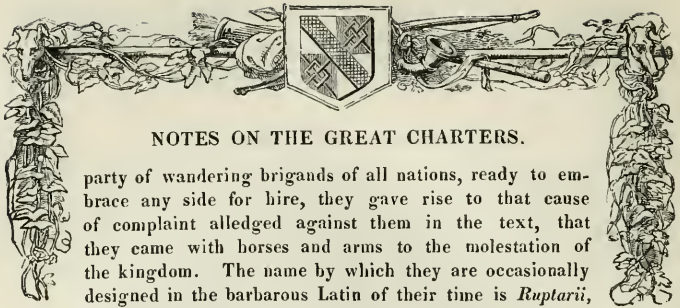 NOTES ON THE GREAT CHARTERS.
party of wandering brigands of all nations, ready to em-
brace any side for hire, they gave rise to that cause
of complaint alledged against them in the text, that
they came with horses and arms to the molestation of
the kingdom. The name by which they are occasionally
designed in the barbarous Latin of their time is Ruptarii,